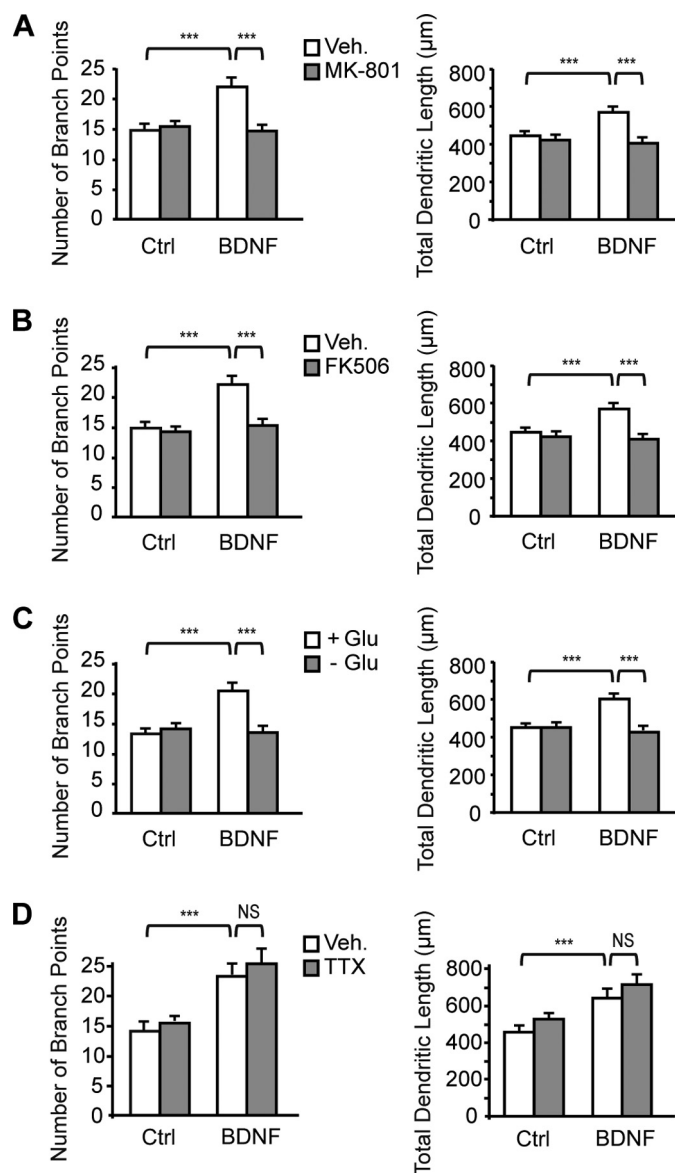 A
Number of Branch Points
25
20
15
10
5
0
***
***
Veh.
MK-801
Ctrl
BDNF
Total Dendritic Length (μm)
800
600
400
200
0
***
***
Ctrl
BDNF
B
Number of Branch Points
25
20
15
10
5
0
***
***
Veh.
FK506
Ctrl
BDNF
Total Dendritic Length (μm)
800
600
400
200
0
***
***
Ctrl
BDNF
C
Number of Branch Points
25
20
15
10
5
0
***
***
+ Glu
- Glu
Ctrl
BDNF
Total Dendritic Length (μm)
800
600
400
200
0
***
***
Ctrl
BDNF
D
Number of Branch Points
25
20
15
10
5
0
***
NS
Veh.
TTX
Ctrl
BDNF
Total Dendritic Length (μm)
800
600
400
200
0
***
NS
Ctrl
BDNF